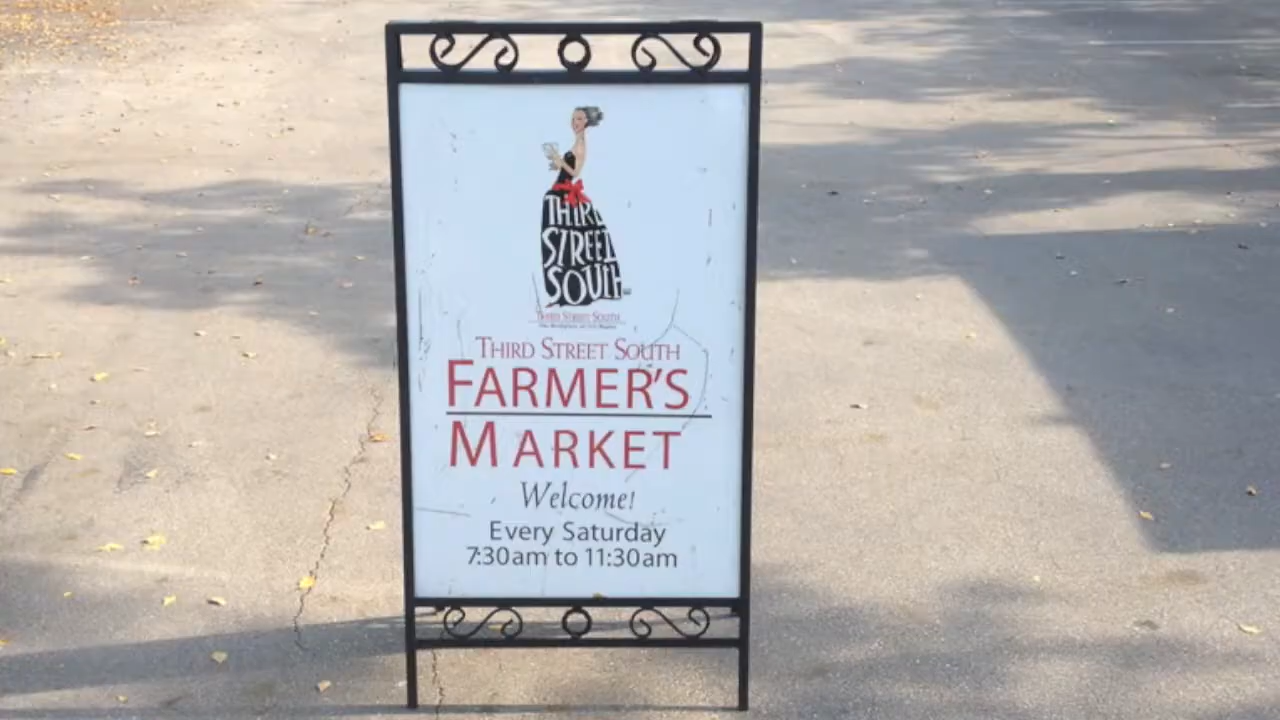 THIRD
STREET
SOUTH
THIRD STREET SOUTH
THIRD STREET SOUTH
FARMER'S
MARKET
Welcome!
Every Saturday
7:30am to 11:30am